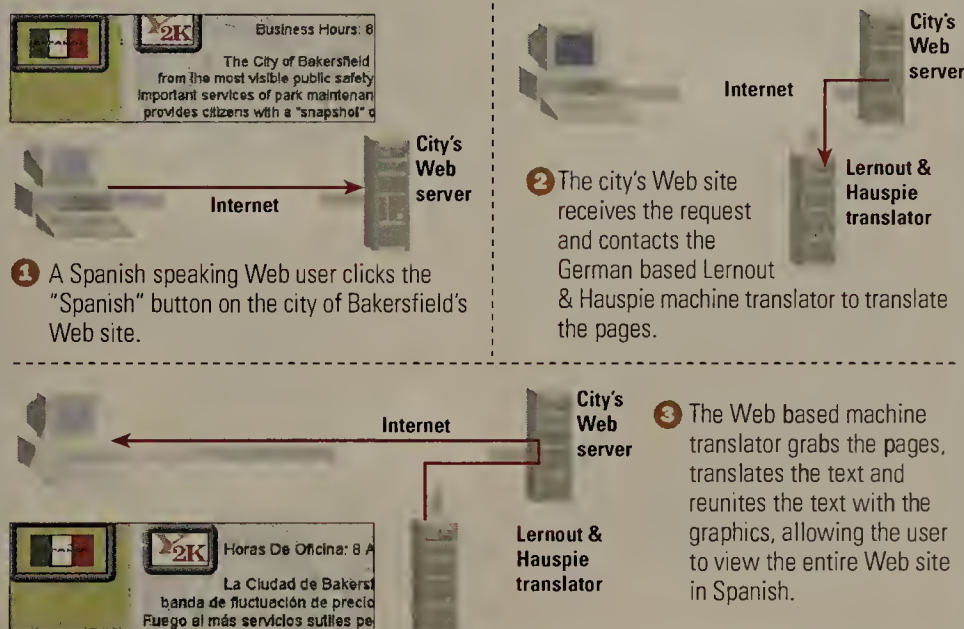 Y2K
Business Hours: 8
The City of Bakersfield
from the most visible public safety
important services of park maintenan
provides citizens with a "snapshot" o
City's
Web
server
Internet
1 A Spanish speaking Web user clicks the
"Spanish" button on the city of Bakersfield's
Web site.
City's
Web
server
Internet
Lernout &
Hauspie
translator
2 The city's Web site
receives the request
and contacts the
German based Lernout
& Hauspie machine translator to translate
the pages.
City's
Web
server
Internet
Lernout &
Hauspie
translator
3 The Web based machine
translator grabs the pages,
translates the text and
reunites the text with the
graphics, allowing the user
to view the entire Web site
in Spanish.
Y2K
Horas De Oficina: 8 A
La Ciudad de Bakersf
banda de fluctuación de precio
Fuego al más servicios sutiles pe